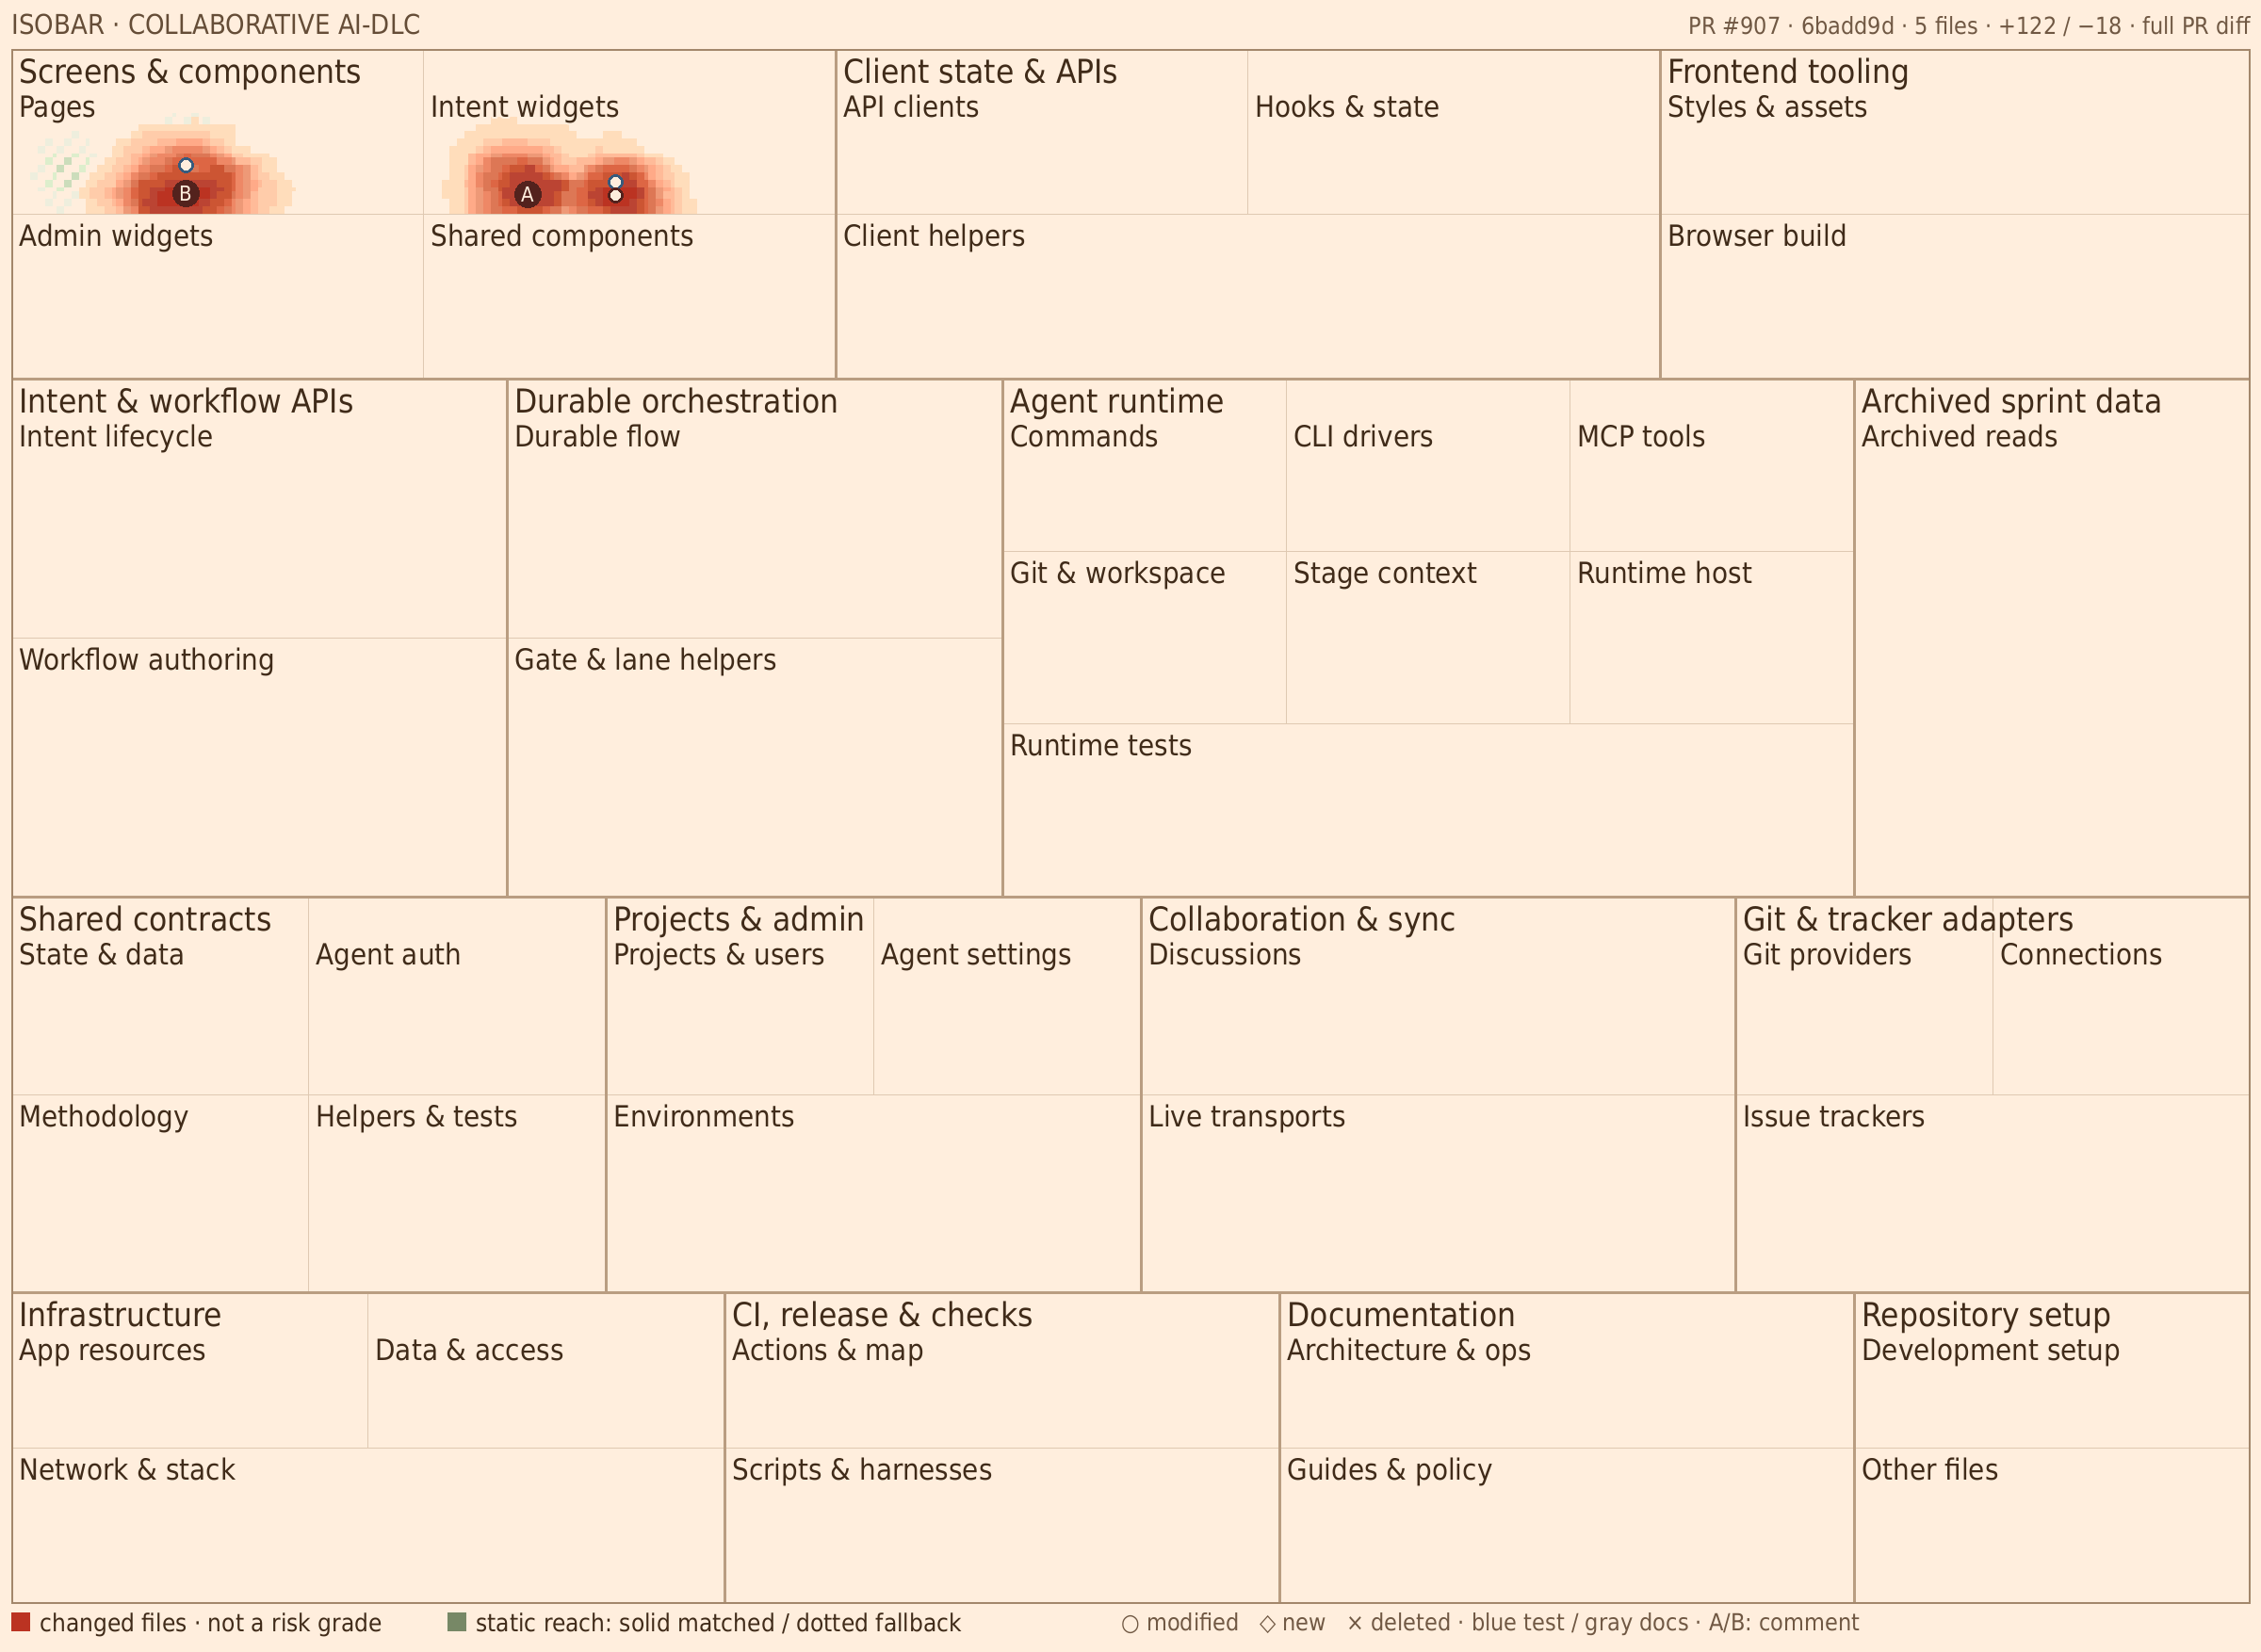 ISOBAR · COLLABORATIVE AI-DLC
PR #907 · 6badd9d · 5 files · +122 / −18 · full PR diff
Screens & components
Pages
Intent widgets
B
A
Admin widgets
Shared components
Client state & APIs
API clients
Hooks & state
Client helpers
Frontend tooling
Styles & assets
Browser build
Intent & workflow APIs
Intent lifecycle
Workflow authoring
Durable orchestration
Durable flow
Gate & lane helpers
Agent runtime
Commands
CLI drivers
MCP tools
Git & workspace
Stage context
Runtime host
Runtime tests
Archived sprint data
Archived reads
Shared contracts
State & data
Agent auth
Methodology
Helpers & tests
Projects & admin
Projects & users
Agent settings
Environments
Collaboration & sync
Discussions
Live transports
Git & tracker adapters
Git providers
Connections
Issue trackers
Infrastructure
App resources
Data & access
Network & stack
CI, release & checks
Actions & map
Scripts & harnesses
Documentation
Architecture & ops
Guides & policy
Repository setup
Development setup
Other files
changed files · not a risk grade
static reach: solid matched / dotted fallback
○ modified ◇ new × deleted · blue test / gray docs · A/B: comment